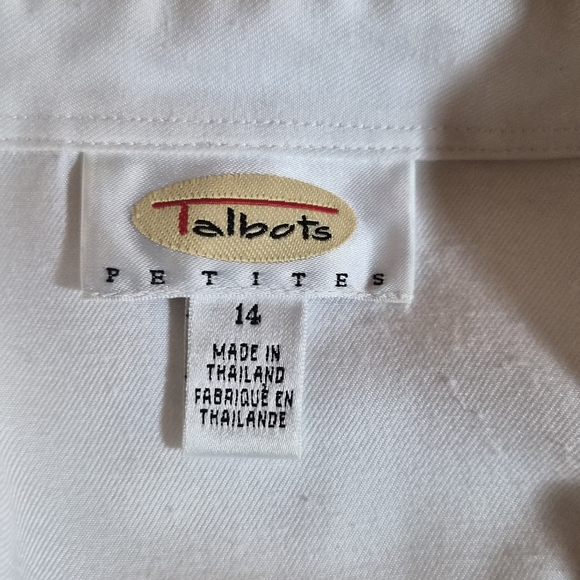 Talbots
PETITES
14
MADE IN
THAILAND
FABRIQUÉ EN
THAILANDE